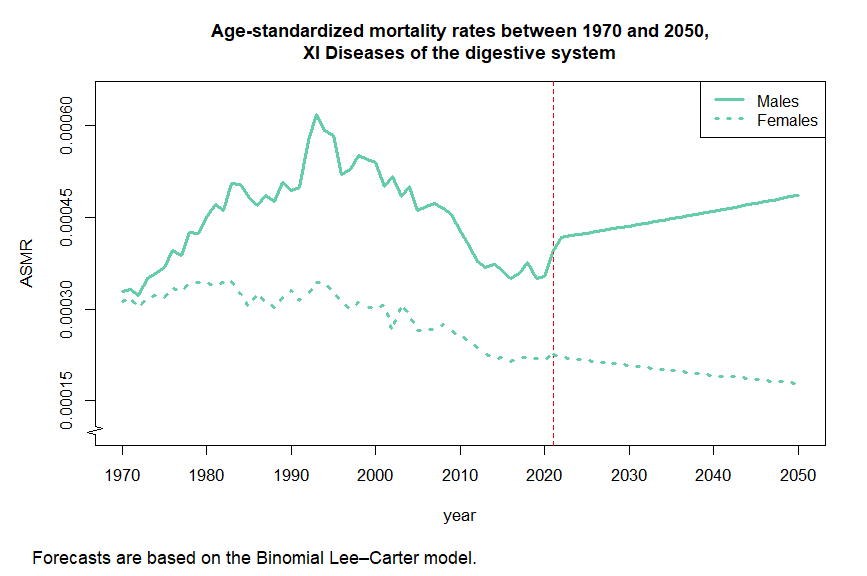 Age-standardized mortality rates between 1970 and 2050,
XI Diseases of the digestive system
Males
Females
ASMR
0.00060
0.00045
0.00030
0.00015
1970 1980 1990 2000 2010 2020 2030 2040 2050
year
Forecasts are based on the Binomial Lee–Carter model.